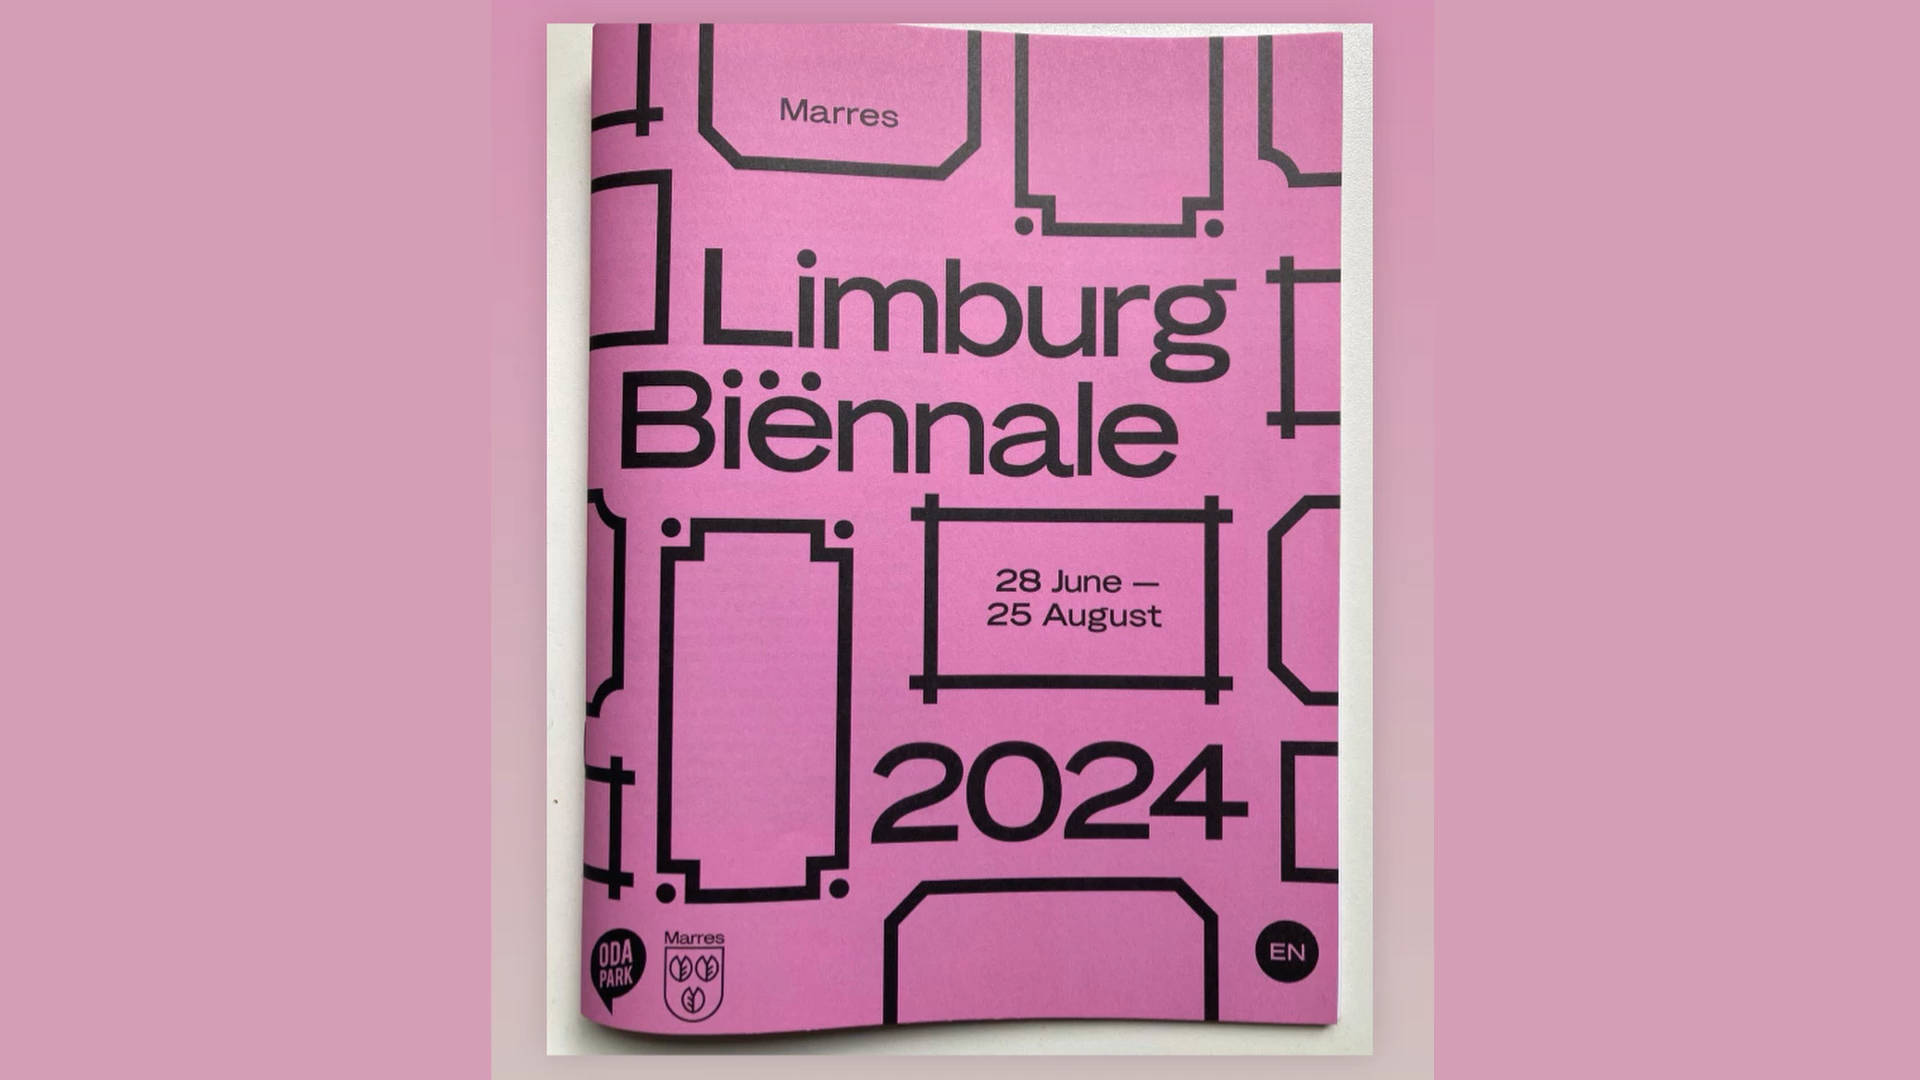 Marres
Limburg
Biënnale
28 June —
25 August
2024
ODA
PARK
Marres
EN